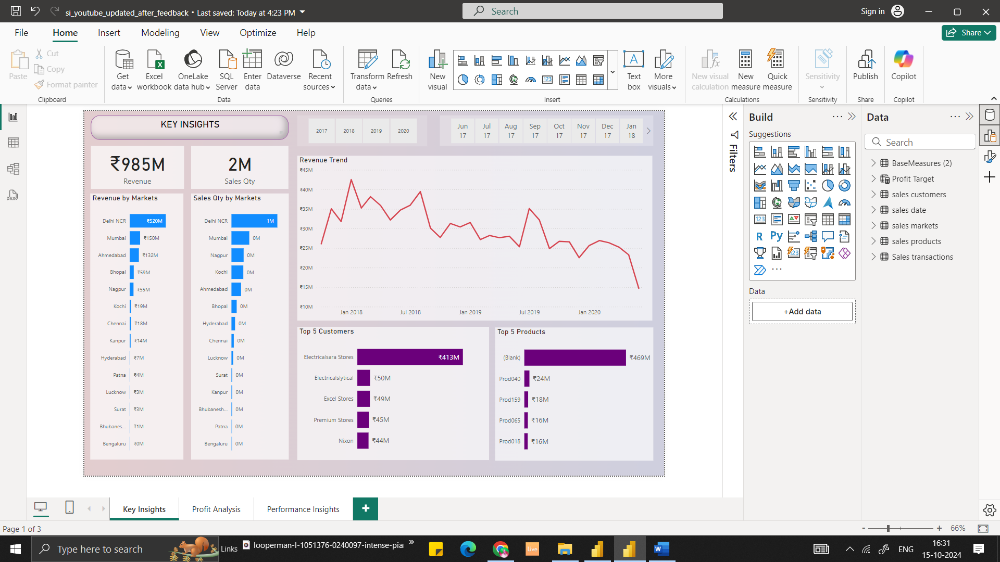 si_youtube_updated_after_feedback • Last saved: Today at 4:23 PM
Search
Sign in
File
Home
Insert
Modeling
View
Optimize
Help
Share
Paste
Cut
Copy
Format painter
Clipboard
Get data
Excel workbook
OneLake data hub
SQL Server
Enter data
Dataverse
Recent sources
Data
Transform data
Refresh
Queries
New visual
Text box
More visuals
Insert
New visual calculation
New measure
Quick measure
Calculations
Sensitivity
Sensitivity
Publish
Share
Copilot
Copilot
KEY INSIGHTS
2017
2018
2019
2020
Jun 17
Jul 17
Aug 17
Sep 17
Oct 17
Nov 17
Dec 17
Jan 18
₹985M
Revenue
2M
Sales Qty
Revenue by Markets
Delhi NCR ₹520M
Mumbai ₹150M
Ahmedabad ₹132M
Bhopal ₹59M
Nagpur ₹55M
Kochi ₹19M
Chennai ₹18M
Kanpur ₹14M
Hyderabad ₹7M
Patna ₹4M
Lucknow ₹3M
Surat ₹3M
Bhubanes... ₹1M
Bengaluru ₹0M
Sales Qty by Markets
Delhi NCR 1M
Mumbai 0M
Nagpur 0M
Kochi 0M
Ahmedabad 0M
Bhopal 0M
Hyderabad 0M
Chennai 0M
Lucknow 0M
Surat 0M
Kanpur 0M
Bhubanesh... 0M
Patna 0M
Bengaluru 0M
Revenue Trend
₹45M
₹40M
₹35M
₹30M
₹25M
₹20M
₹15M
₹10M
Jan 2018
Jul 2018
Jan 2019
Jul 2019
Jan 2020
Top 5 Customers
Electricalsara Stores ₹413M
Electricalslytical ₹50M
Excel Stores ₹49M
Premium Stores ₹45M
Nixon ₹44M
Top 5 Products
(Blank) ₹469M
Prod040 ₹24M
Prod159 ₹18M
Prod065 ₹16M
Prod018 ₹16M
Filters
Build
Suggestions
R
Py
123
Data
+Add data
Data
Search
BaseMeasures (2)
Profit Target
sales customers
sales date
sales markets
sales products
Sales transactions
Key Insights
Profit Analysis
Performance Insights
Page 1 of 3
- + 66%
Type here to search
Links
looperman-l-1051376-0240097-intense-piar
Live
ENG
16:31
15-10-2024